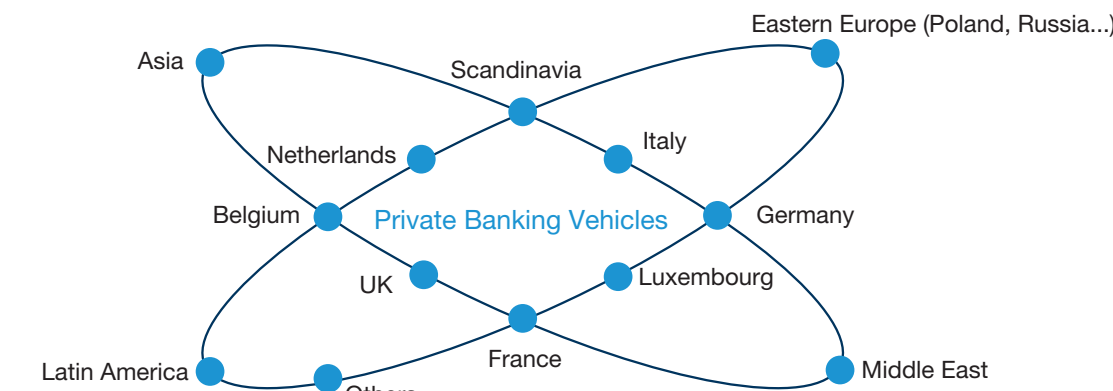 Eastern Europe (Poland, Russia...)
Asia
Scandinavia
Italy
Netherlands
Belgium
Private Banking Vehicles
Germany
UK
Luxembourg
France
Latin America
Middle East
Others